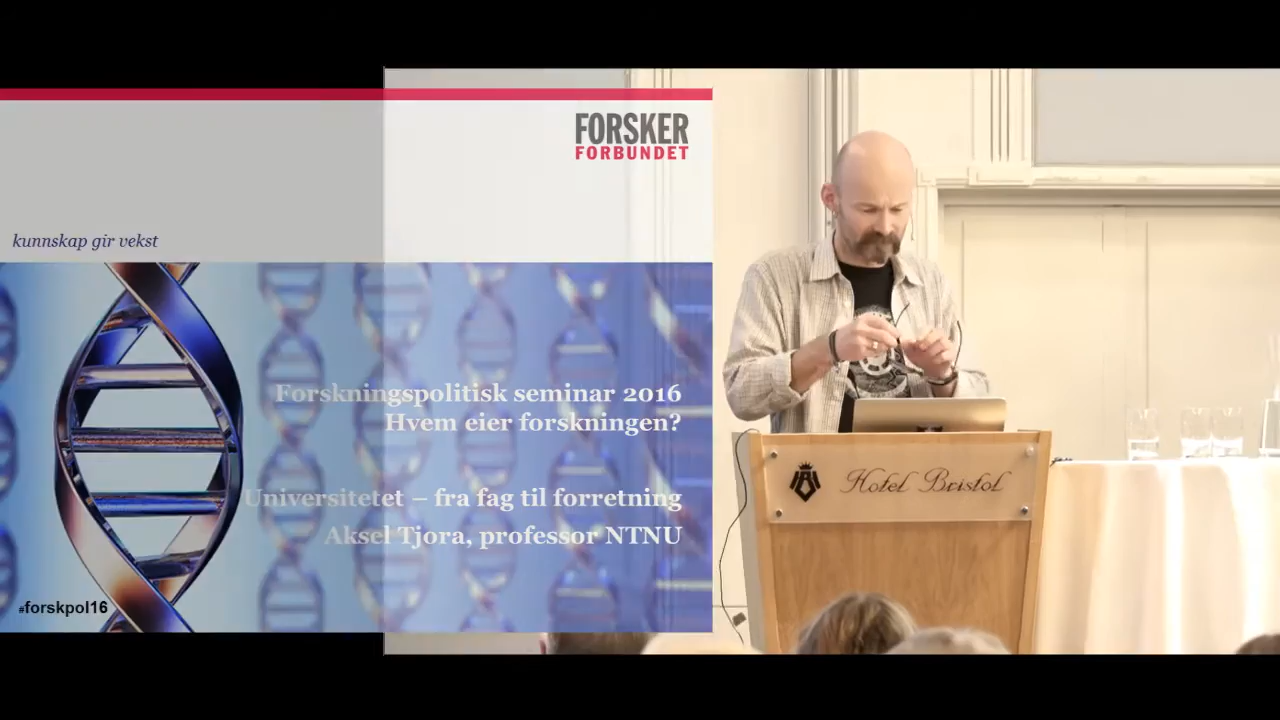 FORSKER
FORBUNDET
kunnskap gir vekst
Forskningspolitisk seminar 2016
Hvem eier forskningen?
Universitetet – fra fag til forretning
Aksel Tjora, professor NTNU
#forskpol16
Hotel Bristol